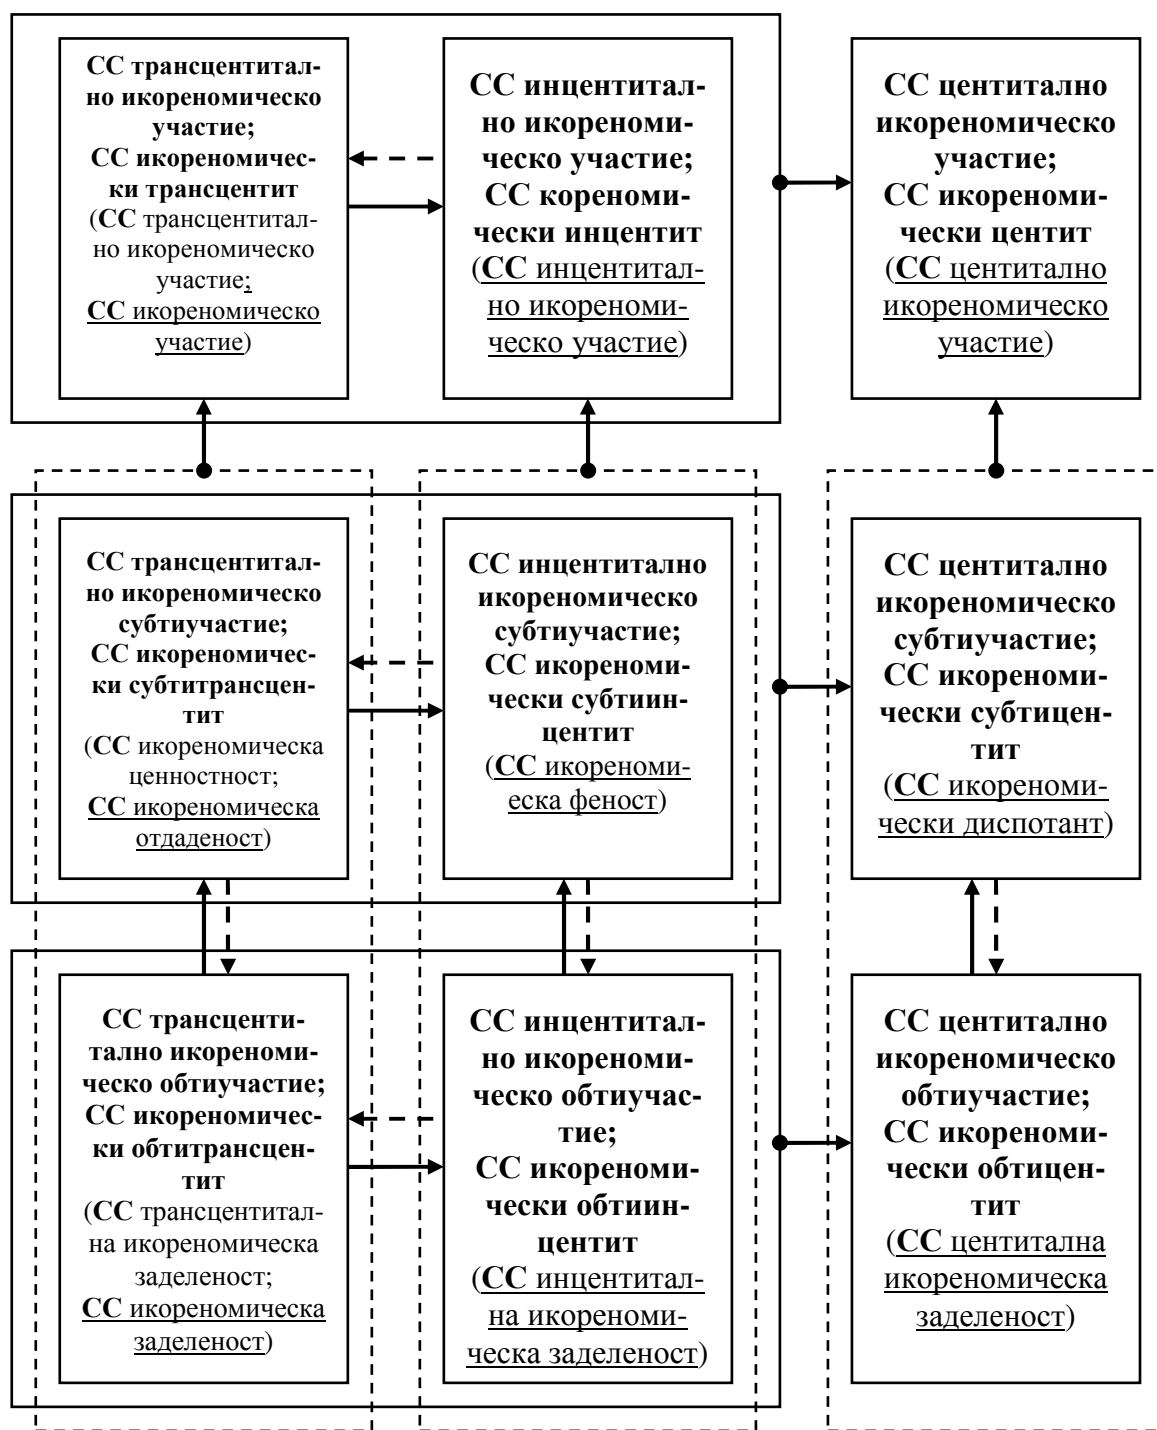 СС трансцентитал-
но икореномическо
участие;
СС икореномичес-
ки трансцентит
(СС трансцентитал-
но икореномическо
участие;
СС икореномическо
участие)
СС инцентитал-
но икореноми-
ческо участие;
СС кореноми-
чески инцентит
(СС инцентитал-
но икореноми-
ческо участие)
СС центитално
икореномическо
участие;
СС икореноми-
чески центит
(СС центитално
икореномическо
участие)
СС трансцентитал-
но икореномическо
субтиучастие;
СС икореномичес-
ки субтитрансцен-
тит
(СС икореномическа
ценностност;
СС икореномическа
отдаденост)
СС инцентитално
икореномическо
субтиучастие;
СС икореноми-
чески субтиин-
центит
(СС икореноми-
еска феност)
СС центитално
икореномическо
субтиучастие;
СС икореноми-
чески субтицен-
тит
(СС икореноми-
чески диспотант)
СС трансценти-
тално икореноми-
ческо обтиучастие;
СС икореномичес-
ки обтитрансцен-
тит
(СС трансцентитал-
на икореномическа
заделеност;
СС икореномическа
заделеност)
СС инцентитал-
но икореноми-
ческо обтиучас-
тие;
СС икореноми-
чески обтиин-
центит
(СС инцентитал-
на икореноми-
ческа заделеност)
СС центитално
икореномическо
обтиучастие;
СС икореноми-
чески обтицен-
тит
(СС центитална
икореномическа
заделеност)